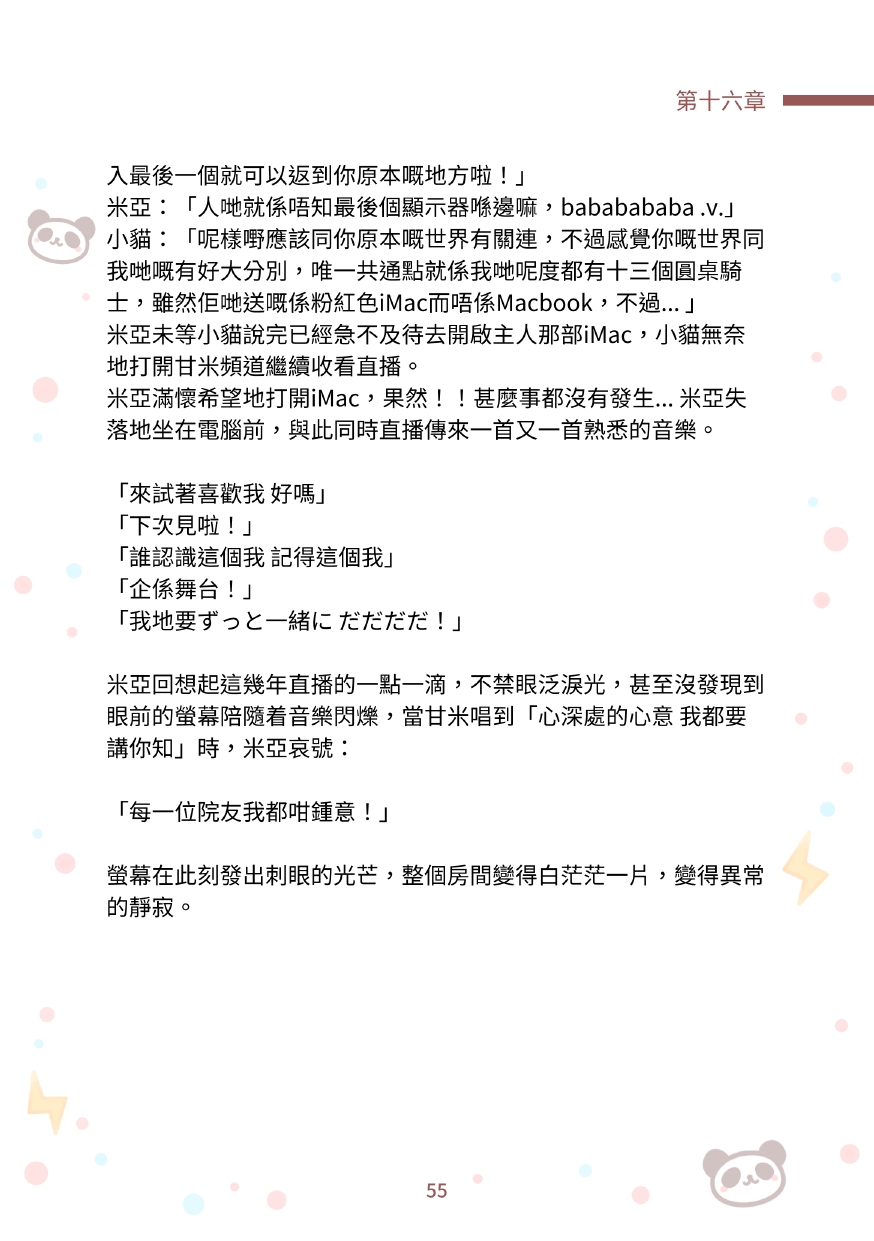 第十六章
入最後一個就可以返到你原本嘅地方啦！」
米亞：「人哋就係唔知最後個顯示器喺邊嘛，babababababa .v.」
小貓：「呢樣嘢應該同你原本嘅世界有關連，不過感覺你嘅世界同
我哋嘅有好大分別，唯一共通點就係我哋呢度都有十三個圓桌騎
士，雖然佢哋送嘅係粉紅色iMac而唔係Macbook，不過... 」
米亞未等小貓說完已經急不及待去開啟主人那部iMac，小貓無奈
地打開甘米頻道繼續收看直播。
米亞滿懷希望地打開iMac，果然！！甚麼事都沒有發生... 米亞失
落地坐在電腦前，與此同時直播傳來一首又一首熟悉的音樂。
「來試著喜歡我 好嗎」
「下次見啦！」
「誰認識這個我 記得這個我」
「企係舞台！」
「我地要ずっと一緒に だだだだ！」
米亞回想起這幾年直播的一點一滴，不禁眼泛淚光，甚至沒發現到
眼前的螢幕陪隨着音樂閃爍，當甘米唱到「心深處的心意 我都要
講你知」時，米亞哀號：
「每一位院友我都咁鍾意！」
螢幕在此刻發出刺眼的光芒，整個房間變得白茫茫一片，變得異常
的靜寂。
55